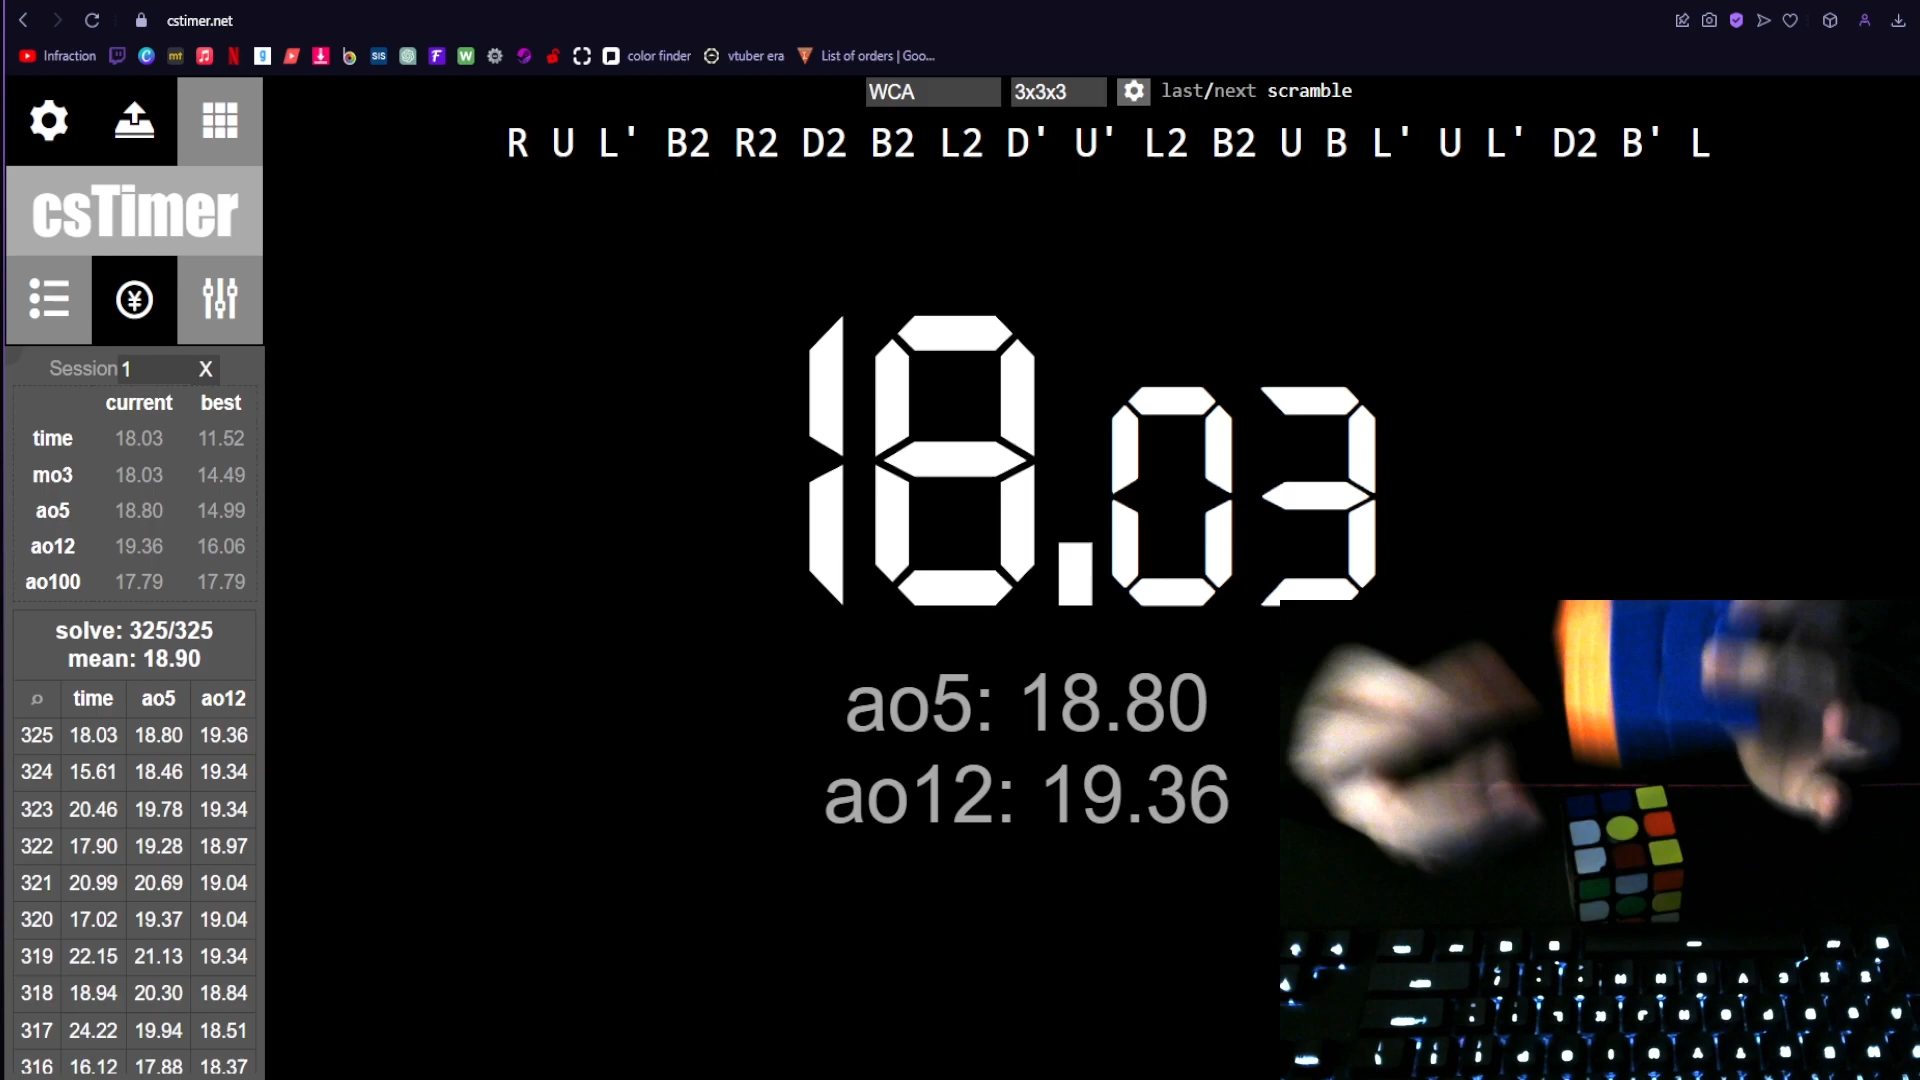 cstimer.net
Infraction
mt
g
SIS
F
W
color finder
vtuber era
List of orders | Goo...
WCA
3x3x3
last/next scramble
R U L' B2 R2 D2 B2 L2 D' U' L2 B2 U B L' U L' D2 B' L
csTimer
Session 1 X
current best
time 18.03 11.52
mo3 18.03 14.49
ao5 18.80 14.99
ao12 19.36 16.06
ao100 17.79 17.79
solve: 325/325
mean: 18.90
time ao5 ao12
325 18.03 18.80 19.36
324 15.61 18.46 19.34
323 20.46 19.78 19.34
322 17.90 19.28 18.97
321 20.99 20.69 19.04
320 17.02 19.37 19.04
319 22.15 21.13 19.34
318 18.94 20.30 18.84
317 24.22 19.94 18.51
316 16.12 17.88 18.37
18.03
ao5: 18.80
ao12: 19.36